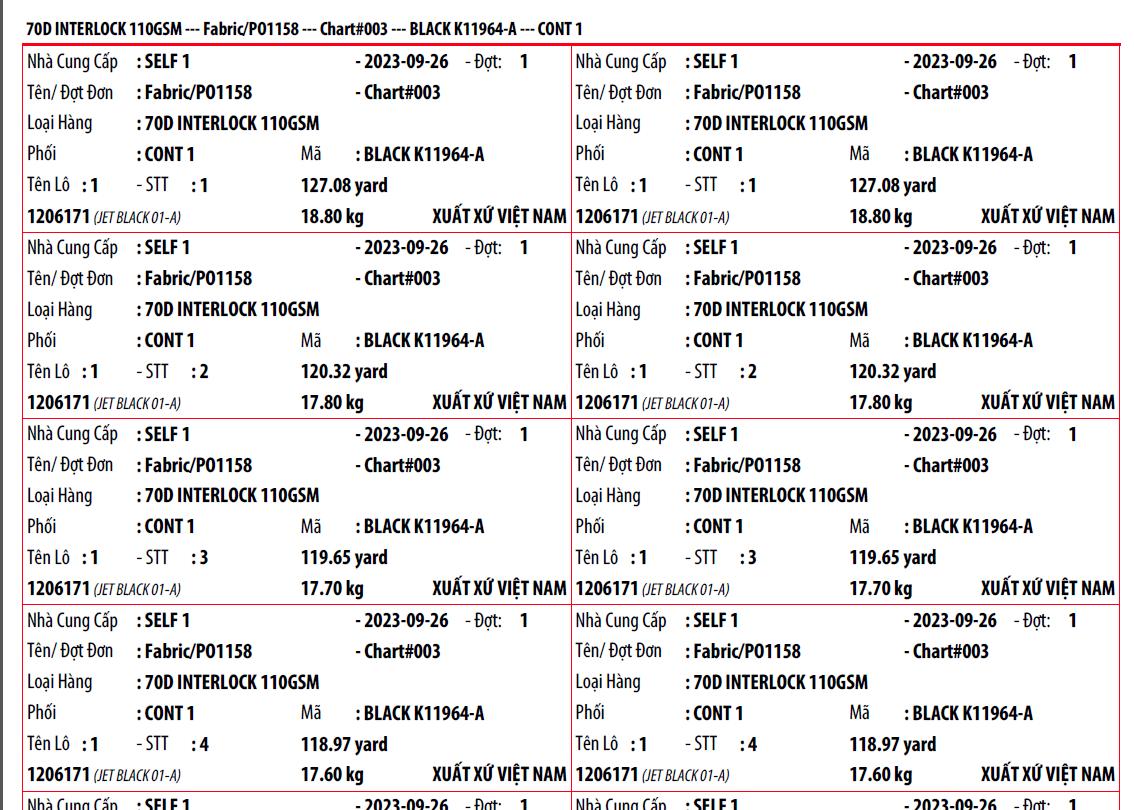 70D INTERLOCK 110GSM --- Fabric/PO1158 --- Chart#003 --- BLACK K11964-A --- CONT 1
Nhà Cung Cấp : SELF 1 - 2023-09-26 - Đợt: 1 Nhà Cung Cấp : SELF 1 - 2023-09-26 - Đợt: 1
Tên/ Đợt Đơn : Fabric/PO1158 - Chart#003 Tên/ Đợt Đơn : Fabric/PO1158 - Chart#003
Loại Hàng : 70D INTERLOCK 110GSM Loại Hàng : 70D INTERLOCK 110GSM
Phối : CONT 1 Mã : BLACK K11964-A Phối : CONT 1 Mã : BLACK K11964-A
Tên Lô : 1 - STT : 1 127.08 yard Tên Lô : 1 - STT : 1 127.08 yard
1206171 (JET BLACK 01-A) 18.80 kg XUẤT XỨ VIỆT NAM 1206171 (JET BLACK 01-A) 18.80 kg XUẤT XỨ VIỆT NAM
Nhà Cung Cấp : SELF 1 - 2023-09-26 - Đợt: 1 Nhà Cung Cấp : SELF 1 - 2023-09-26 - Đợt: 1
Tên/ Đợt Đơn : Fabric/PO1158 - Chart#003 Tên/ Đợt Đơn : Fabric/PO1158 - Chart#003
Loại Hàng : 70D INTERLOCK 110GSM Loại Hàng : 70D INTERLOCK 110GSM
Phối : CONT 1 Mã : BLACK K11964-A Phối : CONT 1 Mã : BLACK K11964-A
Tên Lô : 1 - STT : 2 120.32 yard Tên Lô : 1 - STT : 2 120.32 yard
1206171 (JET BLACK 01-A) 17.80 kg XUẤT XỨ VIỆT NAM 1206171 (JET BLACK 01-A) 17.80 kg XUẤT XỨ VIỆT NAM
Nhà Cung Cấp : SELF 1 - 2023-09-26 - Đợt: 1 Nhà Cung Cấp : SELF 1 - 2023-09-26 - Đợt: 1
Tên/ Đợt Đơn : Fabric/PO1158 - Chart#003 Tên/ Đợt Đơn : Fabric/PO1158 - Chart#003
Loại Hàng : 70D INTERLOCK 110GSM Loại Hàng : 70D INTERLOCK 110GSM
Phối : CONT 1 Mã : BLACK K11964-A Phối : CONT 1 Mã : BLACK K11964-A
Tên Lô : 1 - STT : 3 119.65 yard Tên Lô : 1 - STT : 3 119.65 yard
1206171 (JET BLACK 01-A) 17.70 kg XUẤT XỨ VIỆT NAM 1206171 (JET BLACK 01-A) 17.70 kg XUẤT XỨ VIỆT NAM
Nhà Cung Cấp : SELF 1 - 2023-09-26 - Đợt: 1 Nhà Cung Cấp : SELF 1 - 2023-09-26 - Đợt: 1
Tên/ Đợt Đơn : Fabric/PO1158 - Chart#003 Tên/ Đợt Đơn : Fabric/PO1158 - Chart#003
Loại Hàng : 70D INTERLOCK 110GSM Loại Hàng : 70D INTERLOCK 110GSM
Phối : CONT 1 Mã : BLACK K11964-A Phối : CONT 1 Mã : BLACK K11964-A
Tên Lô : 1 - STT : 4 118.97 yard Tên Lô : 1 - STT : 4 118.97 yard
1206171 (JET BLACK 01-A) 17.60 kg XUẤT XỨ VIỆT NAM 1206171 (JET BLACK 01-A) 17.60 kg XUẤT XỨ VIỆT NAM
Nhà Cung Cấp : SELF 1 - 2023-09-26 - Đợt: 1 Nhà Cung Cấp : SELF 1 - 2023-09-26 - Đợt: 1